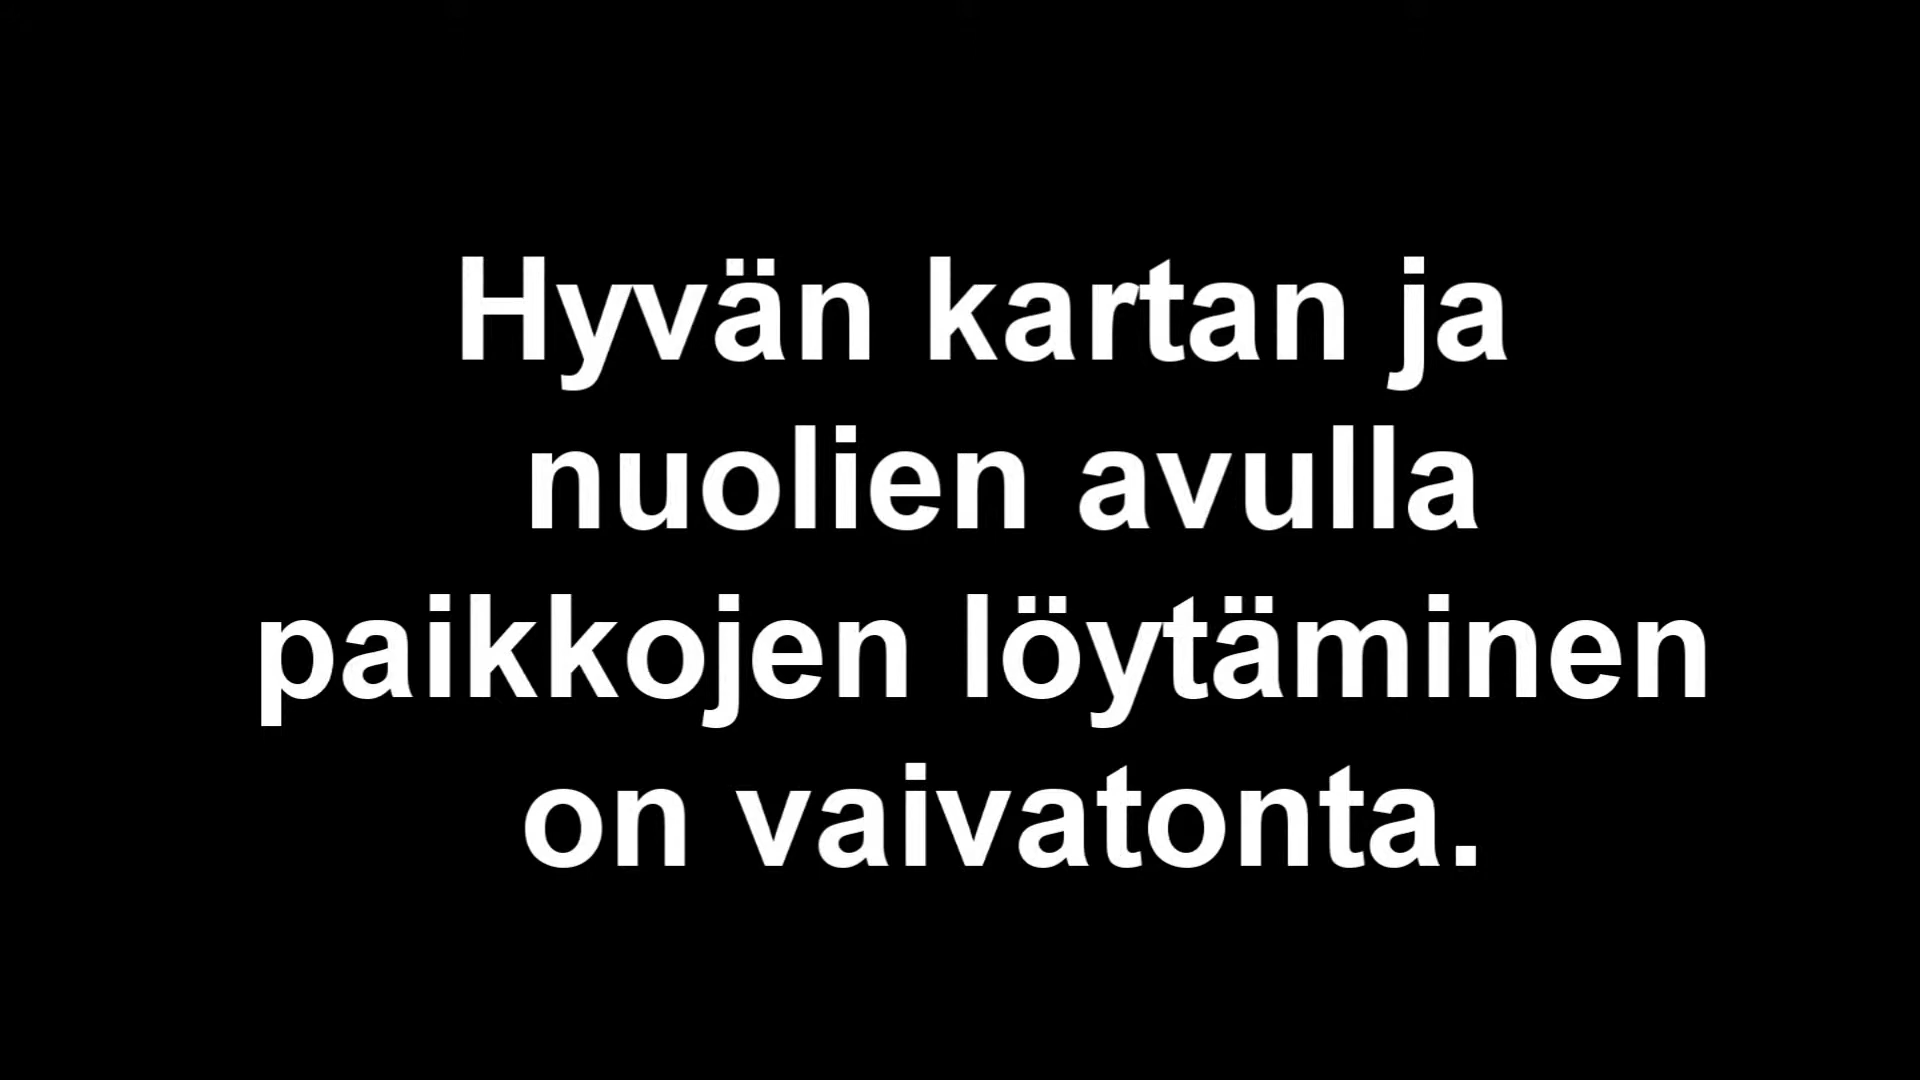 Hyvän kartan ja
nuolien avulla
paikkojen löytäminen
on vaivatonta.